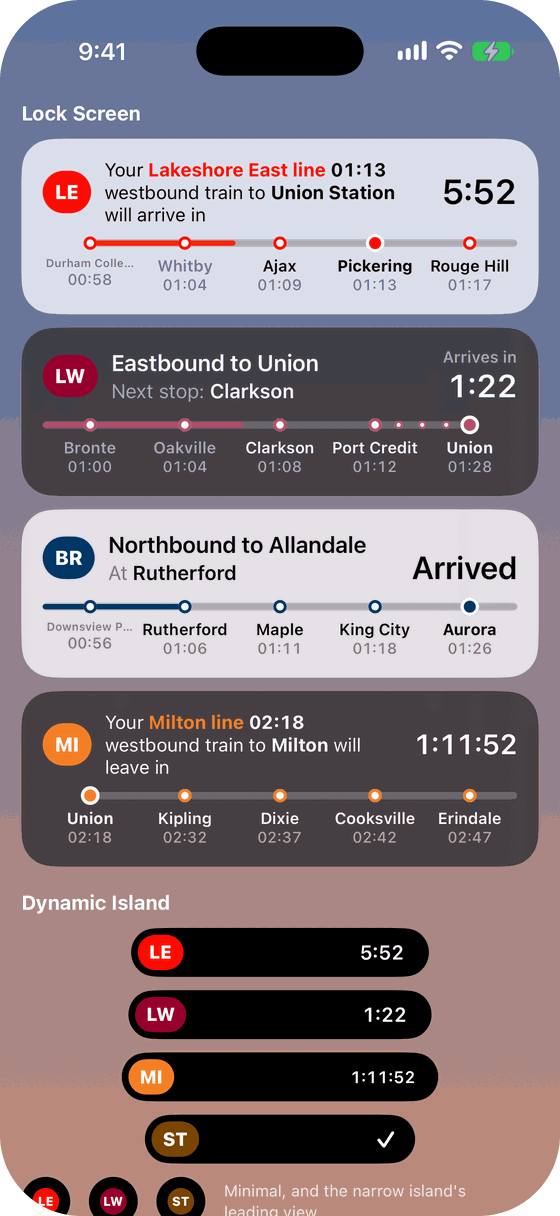 9:41
Lock Screen
LE
Your Lakeshore East line 01:13
westbound train to Union Station
will arrive in
5:52
Durham Colle... Whitby Ajax Pickering Rouge Hill
00:58 01:04 01:09 01:13 01:17
LW
Eastbound to Union
Next stop: Clarkson
Arrives in
1:22
Bronte Oakville Clarkson Port Credit Union
01:00 01:04 01:08 01:12 01:28
BR
Northbound to Allandale
At Rutherford
Arrived
Downsview P... Rutherford Maple King City Aurora
00:56 01:06 01:11 01:18 01:26
MI
Your Milton line 02:18
westbound train to Milton will
leave in
1:11:52
Union Kipling Dixie Cooksville Erindale
02:18 02:32 02:37 02:42 02:47
Dynamic Island
LE 5:52
LW 1:22
MI 1:11:52
ST
LE LW ST
Minimal, and the narrow island's
leading view